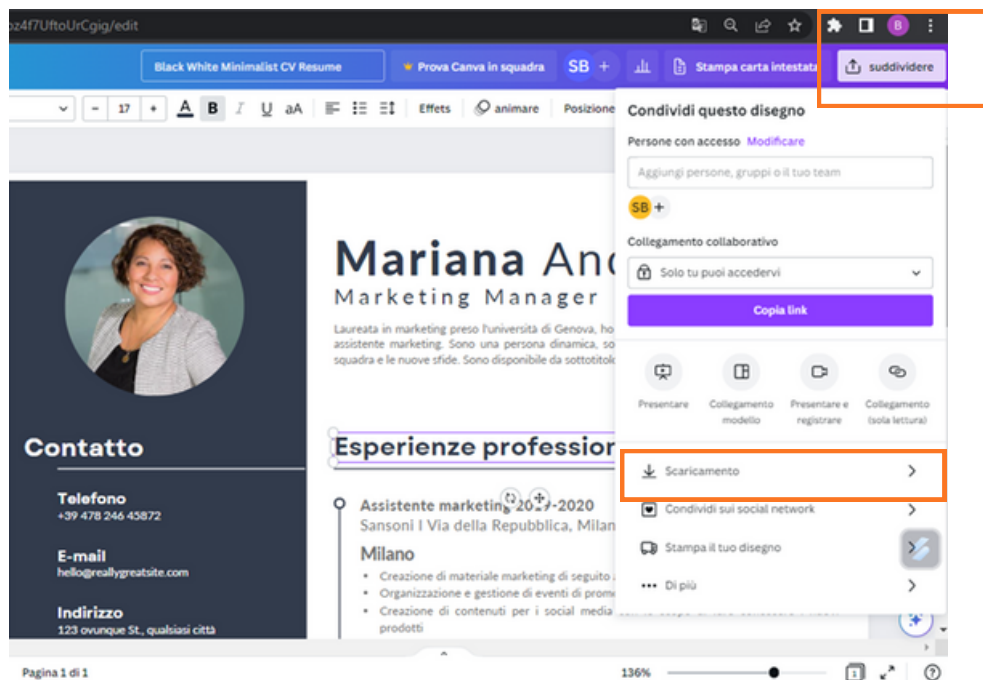 oz4f7UftoUrCgig/edit
B
Black White Minimalist CV Resume
Prova Canva in squadra
SB +
Stampa carta intestata
suddividere
- 17 +
A B I U aA
Effets
animare
Posizione
Condividi questo disegno
Persone con accesso Modificare
Aggiungi persone, gruppi o il tuo team
SB +
Collegamento collaborativo
Solo tu puoi accedervi
Copia link
Presentare
Collegamento modello
Presentare e registrare
Collegamento (sola lettura)
Scaricamento
Condividi sui social network
Stampa il tuo disegno
Di più
Mariana
Marketing Manager
Laureata in marketing preso l'università di Genova, ho
assistente marketing. Sono una persona dinamica, so
squadra e le nuove sfide. Sono disponibile da
Contatto
Telefono
+39 478 246 45872
E-mail
hello@reallygreatsite.com
Indirizzo
123 ovunque St., qualsiasi città
Esperienze profession
Assistente marketing 2019-2020
Sansoni I Via della Repubblica, Milan
Milano
• Creazione di materiale marketing di seguito
• Organizzazione e gestione di eventi di
• Creazione di contenuti per i social media
prodotti
Pagina 1 di 1
136%
1